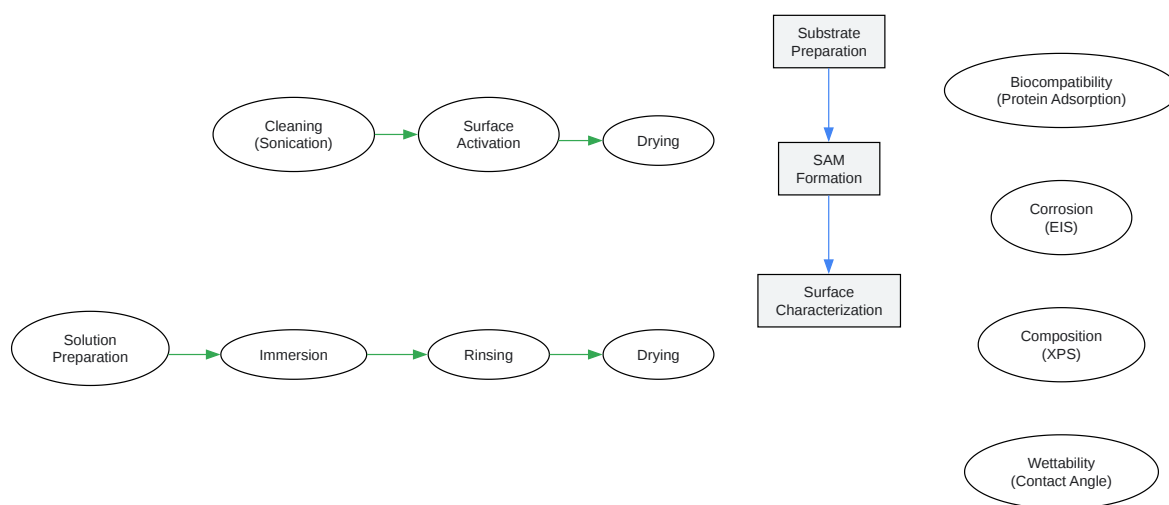 Substrate
Preparation
Biocompatibility
(Protein Adsorption)
Cleaning
(Sonication)
Surface
Activation
Drying
SAM
Formation
Corrosion
(EIS)
Surface
Characterization
Solution
Preparation
Immersion
Rinsing
Drying
Composition
(XPS)
Wettability
(Contact Angle)